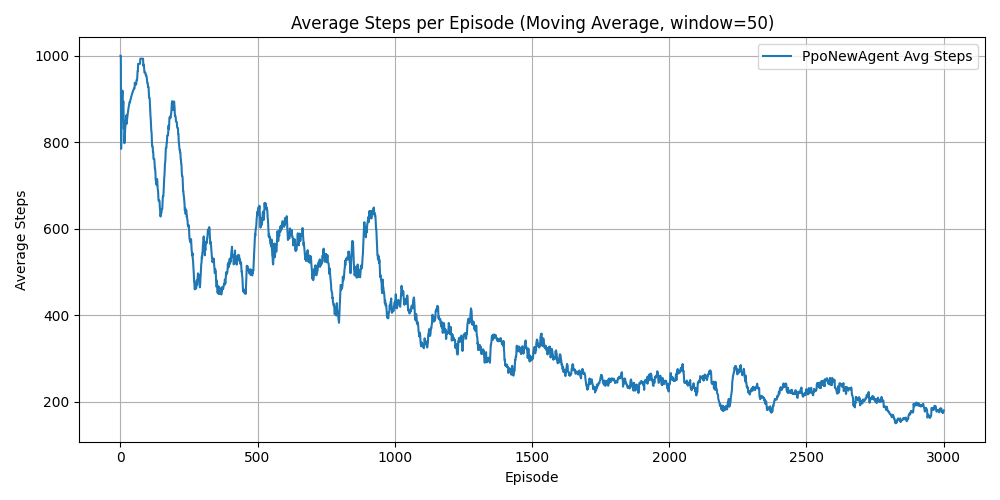 Average Steps per Episode (Moving Average, window=50)
PpoNewAgent Avg Steps
Average Steps
1000
800
600
400
200
0 500 1000 1500 2000 2500 3000
Episode